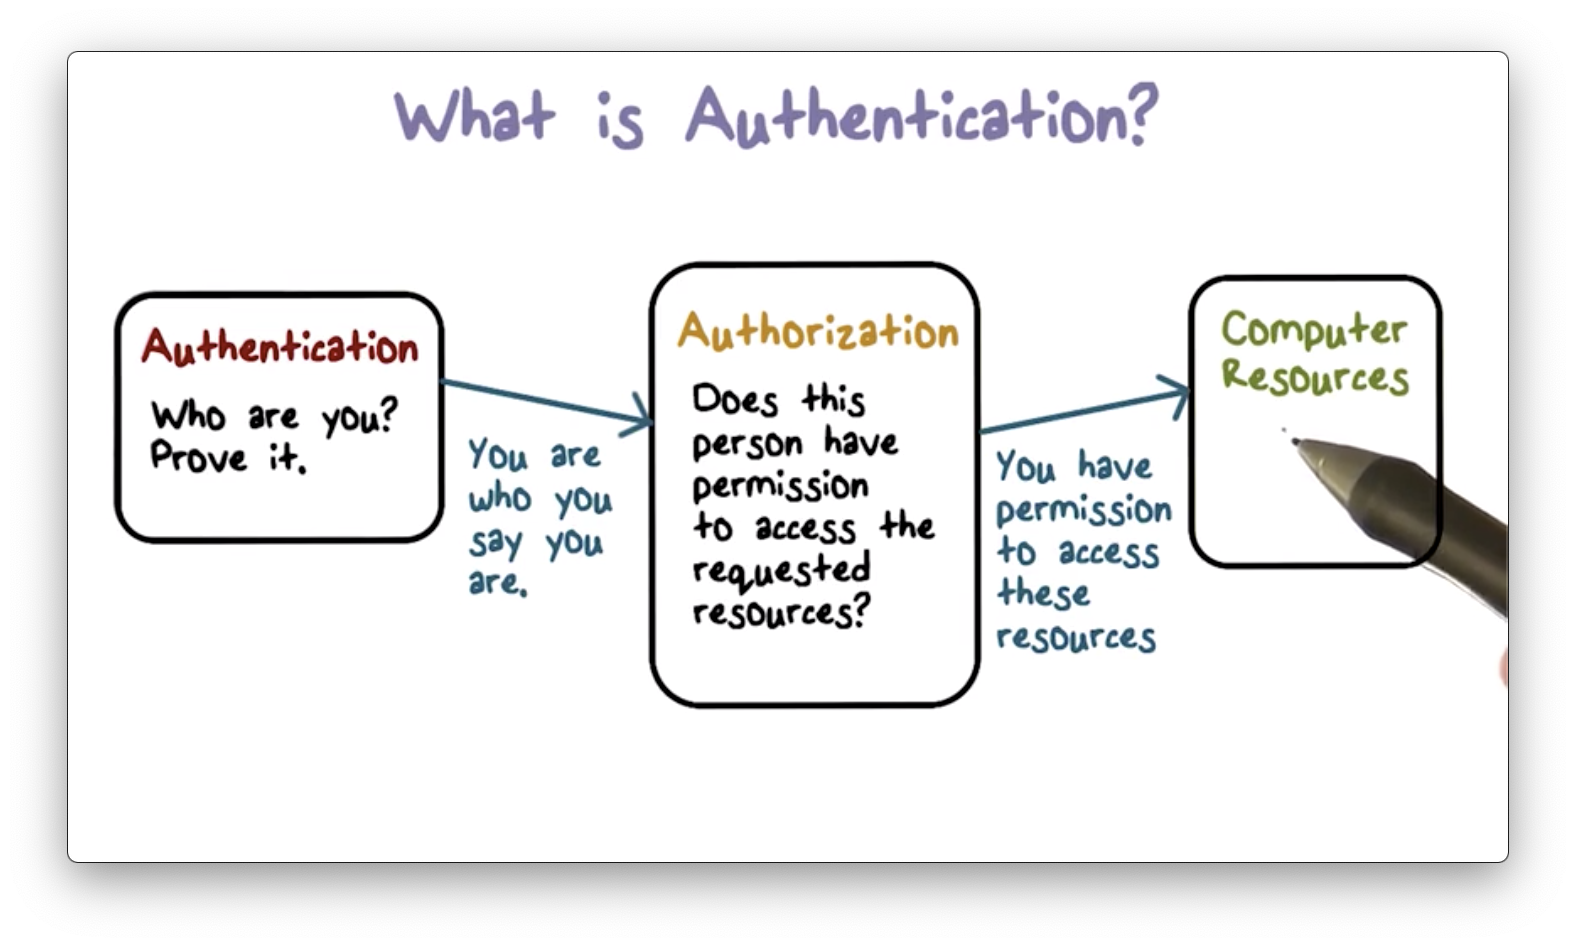 What is Authentication?
Authentication
Who are you?
Prove it.
You are
who you
say you
are.
Authorization
Does this
person have
permission
to access the
requested
resources?
You have
permission
to access
these
resources
Computer
Resources